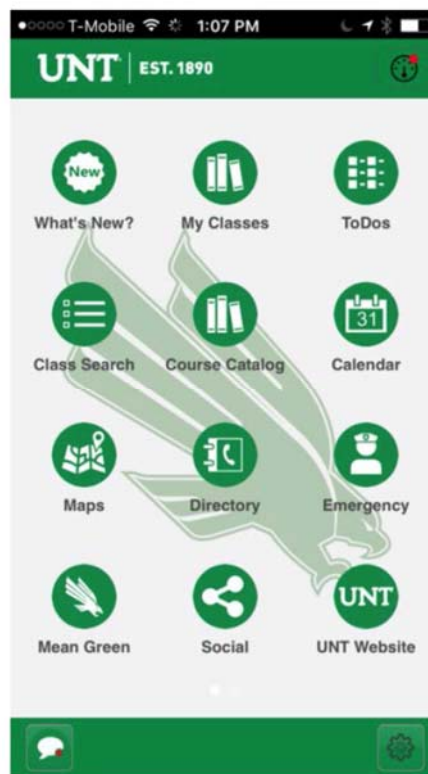 T-Mobile 1:07 PM
UNT EST. 1890
New
What's New? My Classes ToDos
31
Class Search Course Catalog Calendar
Maps Directory Emergency
UNT
Mean Green Social UNT Website